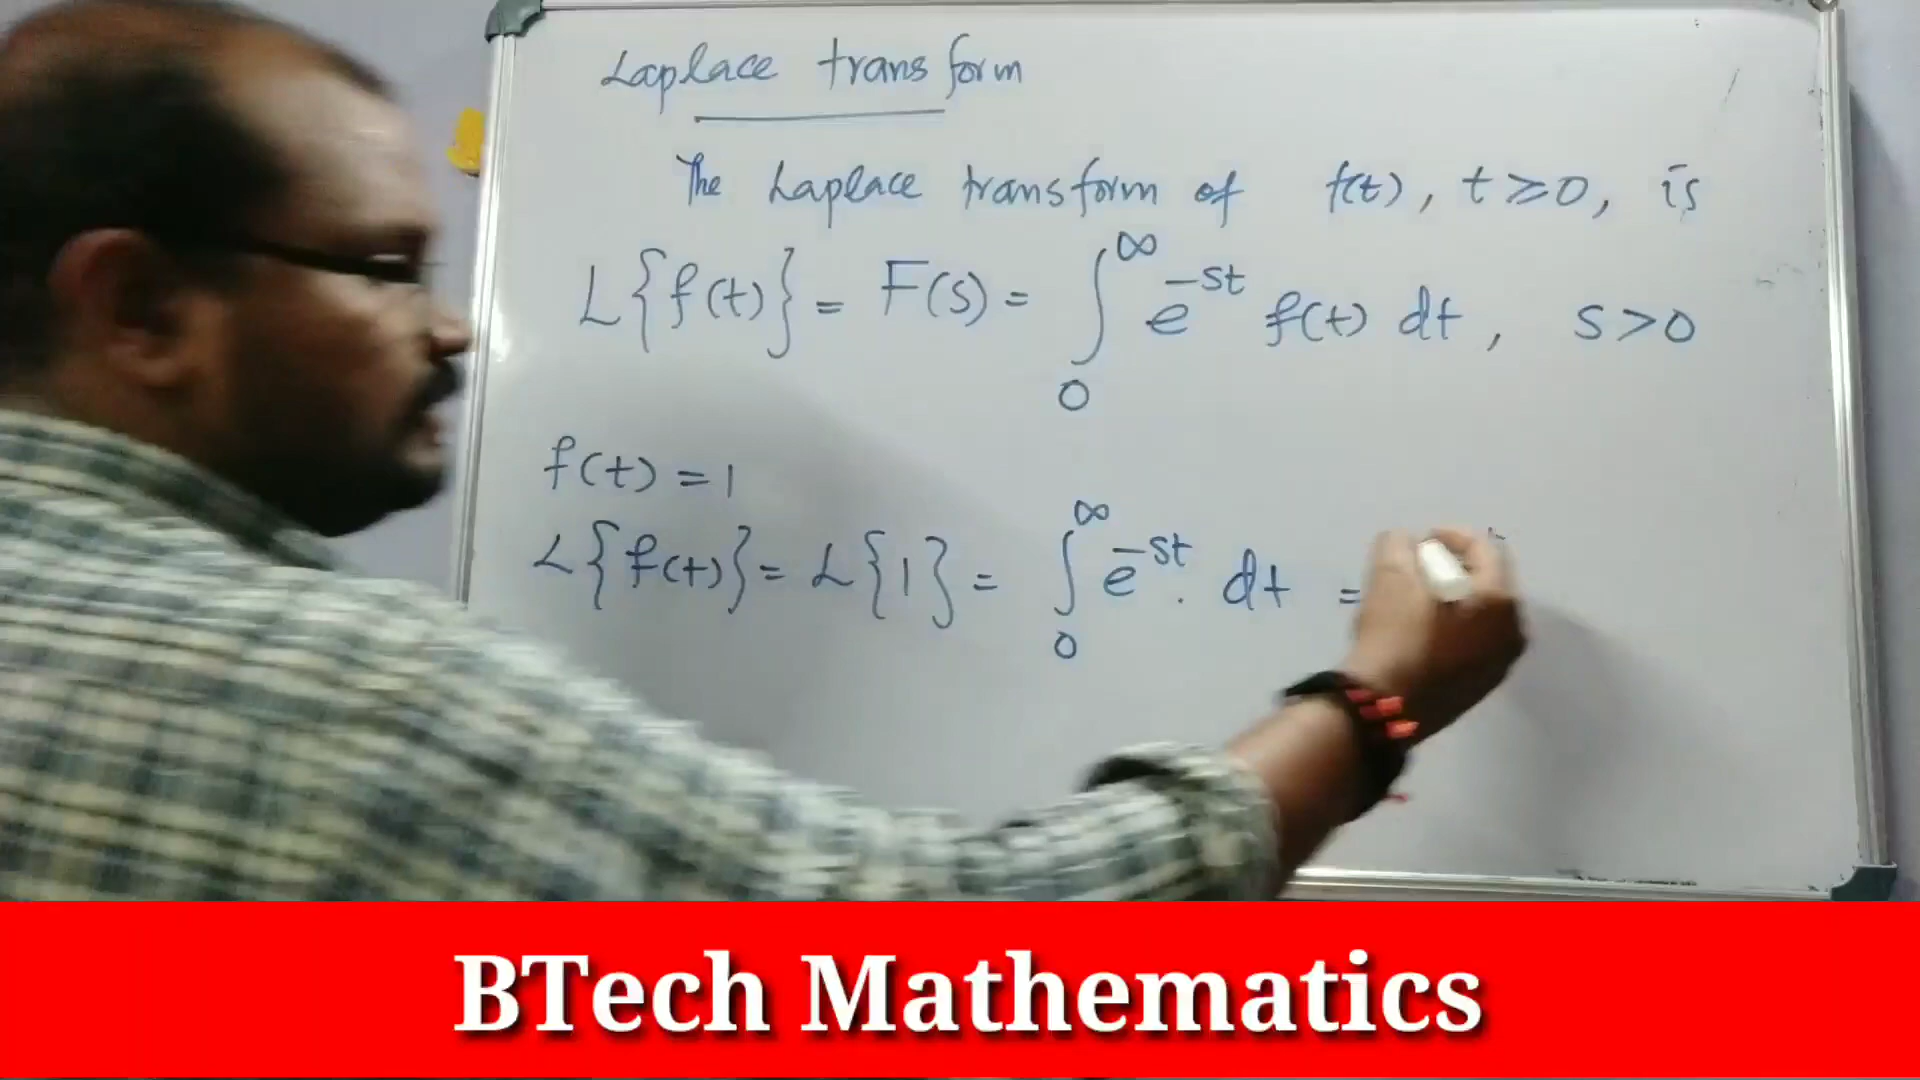 Laplace transform
The Laplace transform of f(t), t ≥ 0, is
L{f(t)} = F(s) = ∫₀^∞ e^-st f(t) dt, s > 0
f(t) = 1
L{f(t)} = L{1} = ∫₀^∞ e^-st . dt =
BTech Mathematics